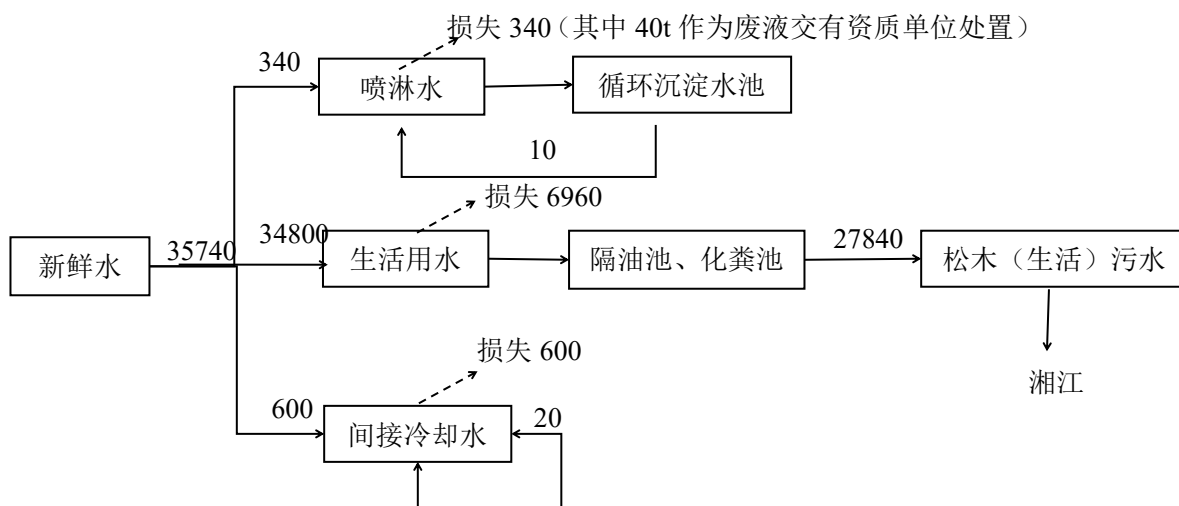 损失 340（其中 40t 作为废液交有资质单位处置）
340
喷淋水
循环沉淀水池
10
损失 6960
新鲜水
35740
34800
生活用水
隔油池、化粪池
27840
松木（生活）污水
损失 600
湘江
600
间接冷却水
20